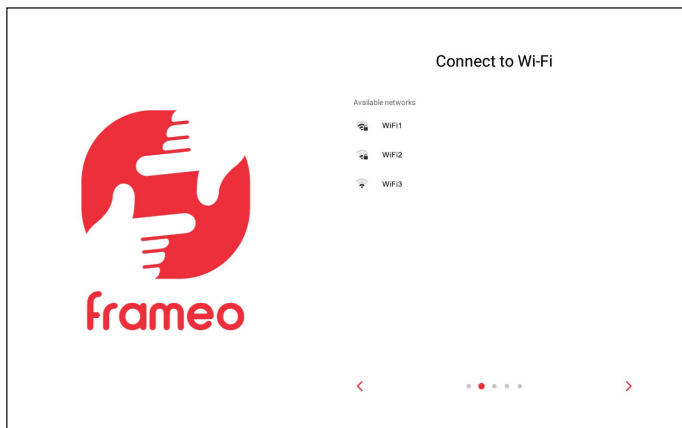 Connect to Wi-Fi
Available networks
WiFi1
WiFi2
WiFi3
frameo